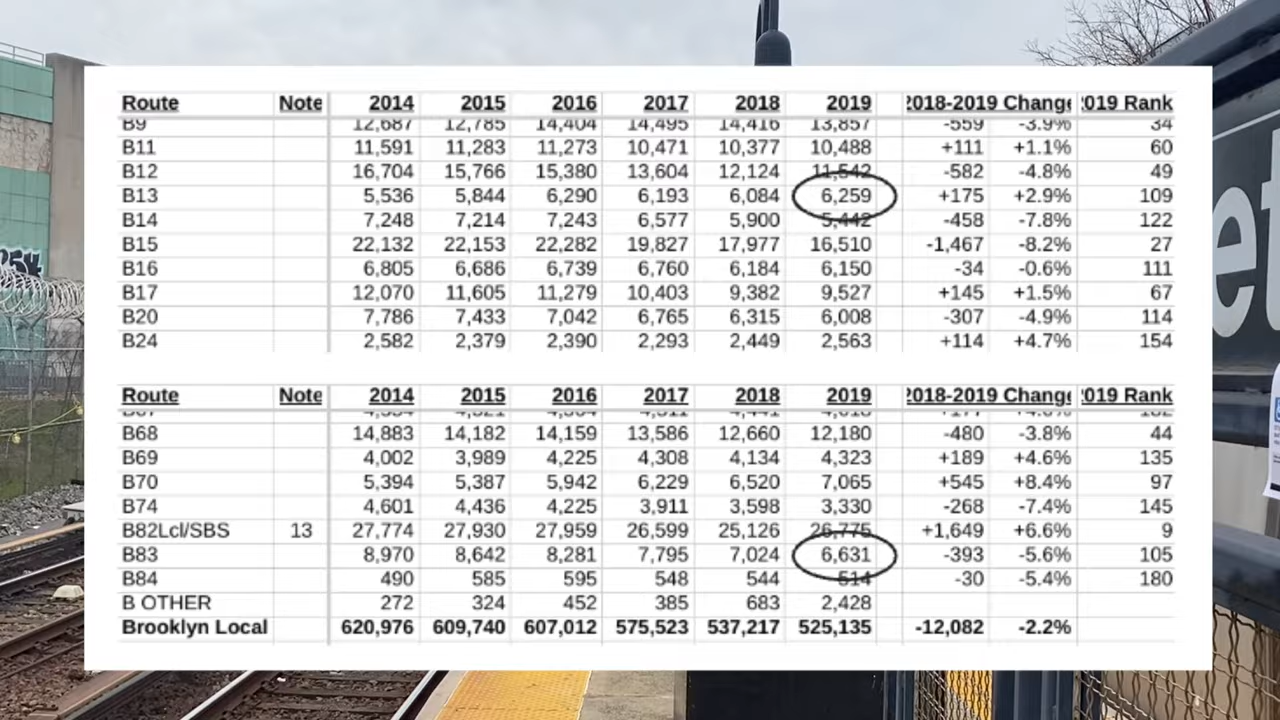 Route Note 2014 2015 2016 2017 2018 2019 2018-2019 Change 2019 Rank
B9 12,687 12,785 14,404 14,495 14,416 13,857 -559 -3.9% 34
B11 11,591 11,283 11,273 10,471 10,377 10,488 +111 +1.1% 60
B12 16,704 15,766 15,380 13,604 12,124 11,542 -582 -4.8% 49
B13 5,536 5,844 6,290 6,193 6,084 6,259 +175 +2.9% 109
B14 7,248 7,214 7,243 6,577 5,900 5,442 -458 -7.8% 122
B15 22,132 22,153 22,282 19,827 17,977 16,510 -1,467 -8.2% 27
B16 6,805 6,686 6,739 6,760 6,184 6,150 -34 -0.6% 111
B17 12,070 11,605 11,279 10,403 9,382 9,527 +145 +1.5% 67
B20 7,786 7,433 7,042 6,765 6,315 6,008 -307 -4.9% 114
B24 2,582 2,379 2,390 2,293 2,449 2,563 +114 +4.7% 154
Route Note 2014 2015 2016 2017 2018 2019 2018-2019 Change 2019 Rank
B68 14,883 14,182 14,159 13,586 12,660 12,180 -480 -3.8% 44
B69 4,002 3,989 4,225 4,308 4,134 4,323 +189 +4.6% 135
B70 5,394 5,387 5,942 6,229 6,520 7,065 +545 +8.4% 97
B74 4,601 4,436 4,225 3,911 3,598 3,330 -268 -7.4% 145
B82Lcl/SBS 13 27,774 27,930 27,959 26,599 25,126 26,775 +1,649 +6.6% 9
B83 8,970 8,642 8,281 7,795 7,024 6,631 -393 -5.6% 105
B84 490 585 595 548 544 514 -30 -5.4% 180
B OTHER 272 324 452 385 683 2,428
Brooklyn Local 620,976 609,740 607,012 575,523 537,217 525,135 -12,082 -2.2%
et